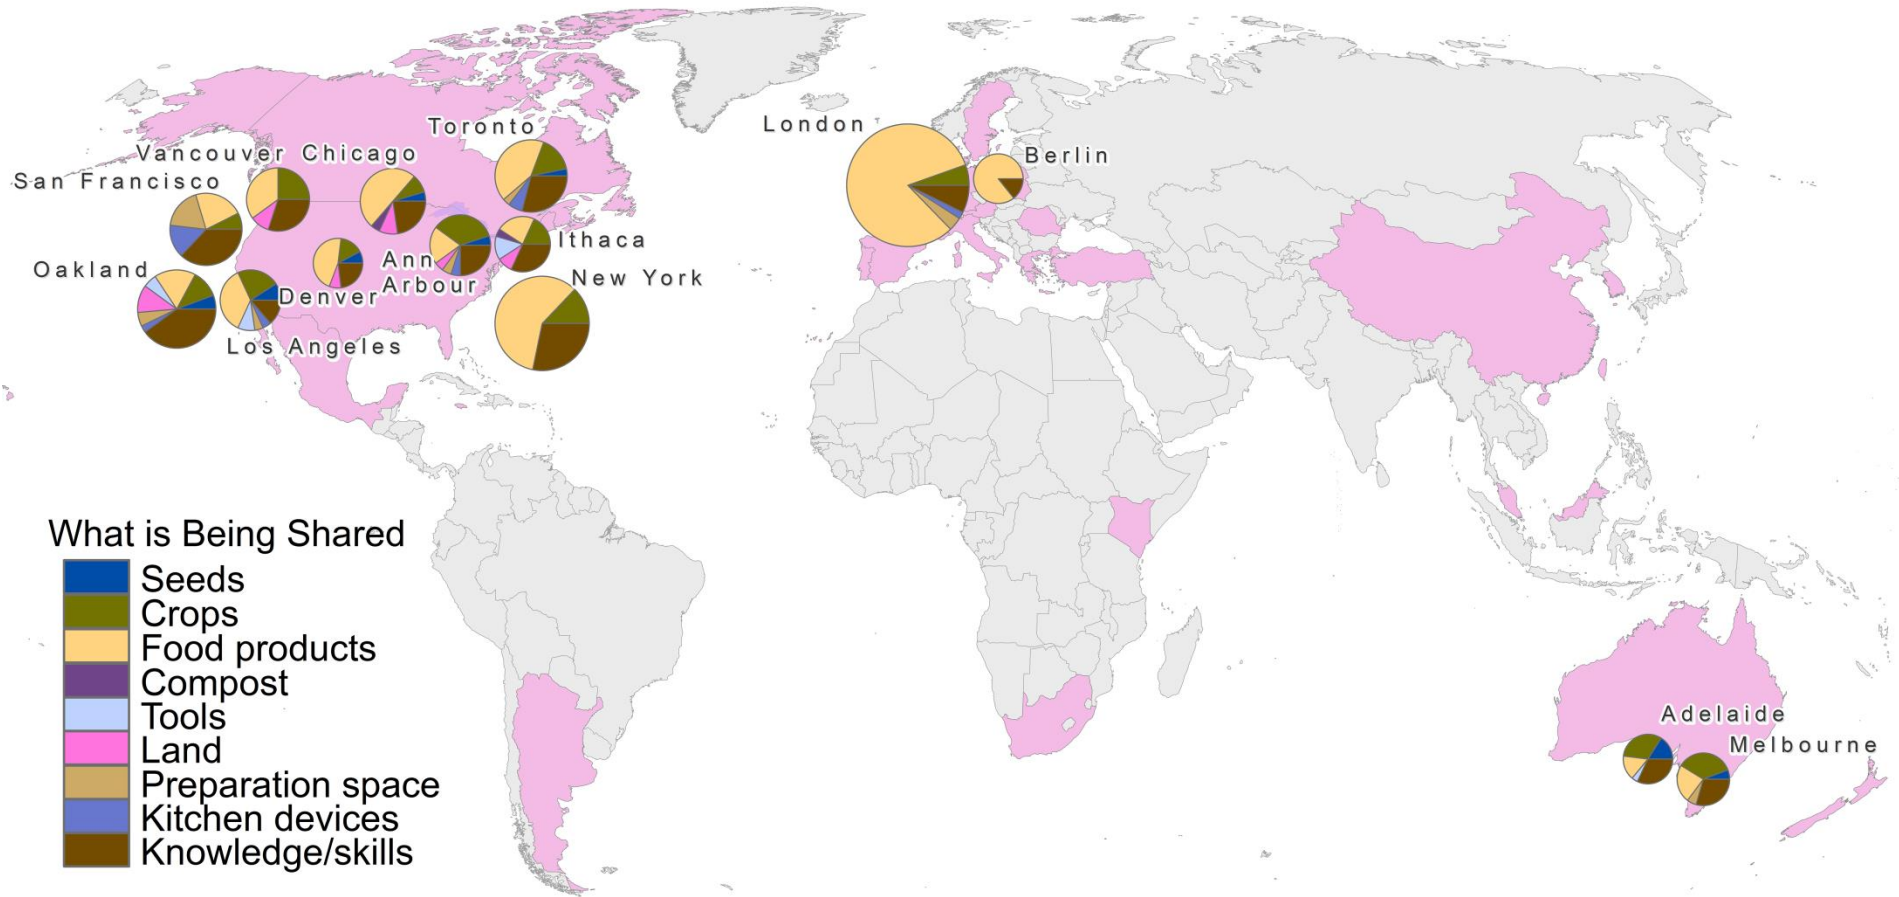 Toronto
London
Vancouver
Chicago
Berlin
San Francisco
Ithaca
Oakland
Ann
Arbour
New York
Denver
Los Angeles
What is Being Shared
Seeds
Crops
Food products
Compost
Tools
Land
Preparation space
Kitchen devices
Knowledge/skills
Adelaide
Melbourne